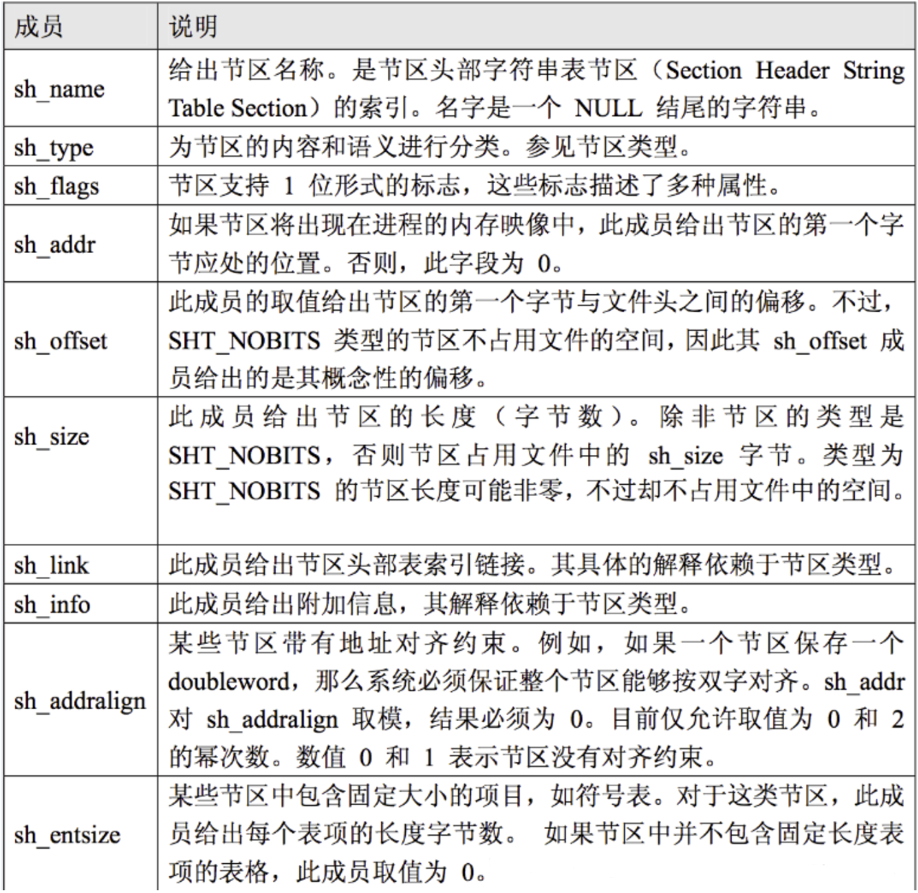 成员 说明
sh_name 给出节区名称。是节区头部字符串表节区（Section Header String
Table Section）的索引。名字是一个 NULL 结尾的字符串。
sh_type 为节区的内容和语义进行分类。参见节区类型。
sh_flags 节区支持 1 位形式的标志，这些标志描述了多种属性。
sh_addr 如果节区将出现在进程的内存映像中，此成员给出节区的第一个字
节应处的位置。否则，此字段为 0。
此成员的取值给出节区的第一个字节与文件头之间的偏移。不过，
sh_offset SHT_NOBITS 类型的节区不占用文件的空间，因此其 sh_offset 成
员给出的是其概念性的偏移。
sh_size 此成员给出节区的长度（字节数）。除非节区的类型是
SHT_NOBITS，否则节区占用文件中的 sh_size 字节。类型为
SHT_NOBITS 的节区长度可能非零，不过却不占用文件中的空间。
sh_link 此成员给出节区头部表索引链接。其具体的解释依赖于节区类型。
sh_info 此成员给出附加信息，其解释依赖于节区类型。
某些节区带有地址对齐约束。例如，如果一个节区保存一个
doubleword，那么系统必须保证整个节区能够按双字对齐。sh_addr
sh_addralign 对 sh_addralign 取模，结果必须为 0。目前仅允许取值为 0 和 2
的幂次数。数值 0 和 1 表示节区没有对齐约束。
某些节区中包含固定大小的项目，如符号表。对于这类节区，此成
sh_entsize 员给出每个表项的长度字节数。 如果节区中并不包含固定长度表
项的表格，此成员取值为 0。